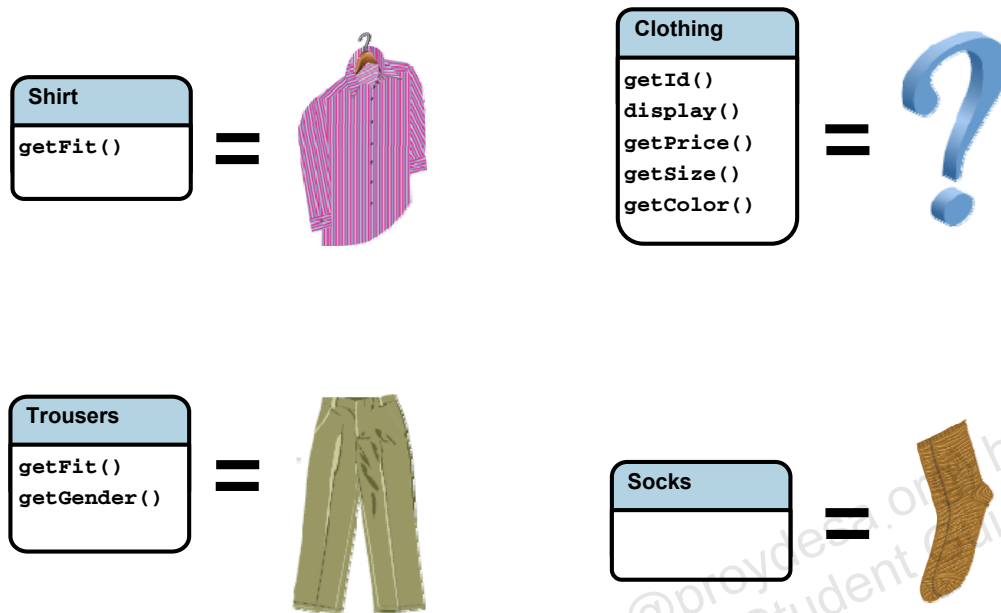 Shirt
getFit()
Clothing
getId()
display()
getPrice()
getSize()
getColor()
Trousers
getFit()
getGender()
Socks